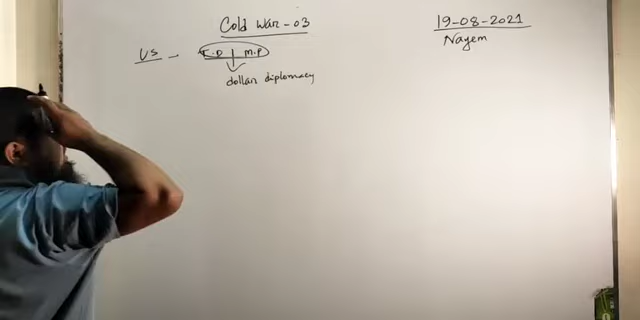 Cold War - 03
19-08-2021
Nayem
US - T.D | M.P
dollar diplomacy